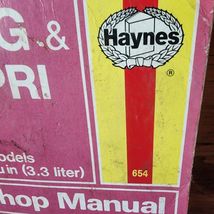 G &
Haynes
®
PRI
odels
u in (3.3 liter)
654
hop Manual